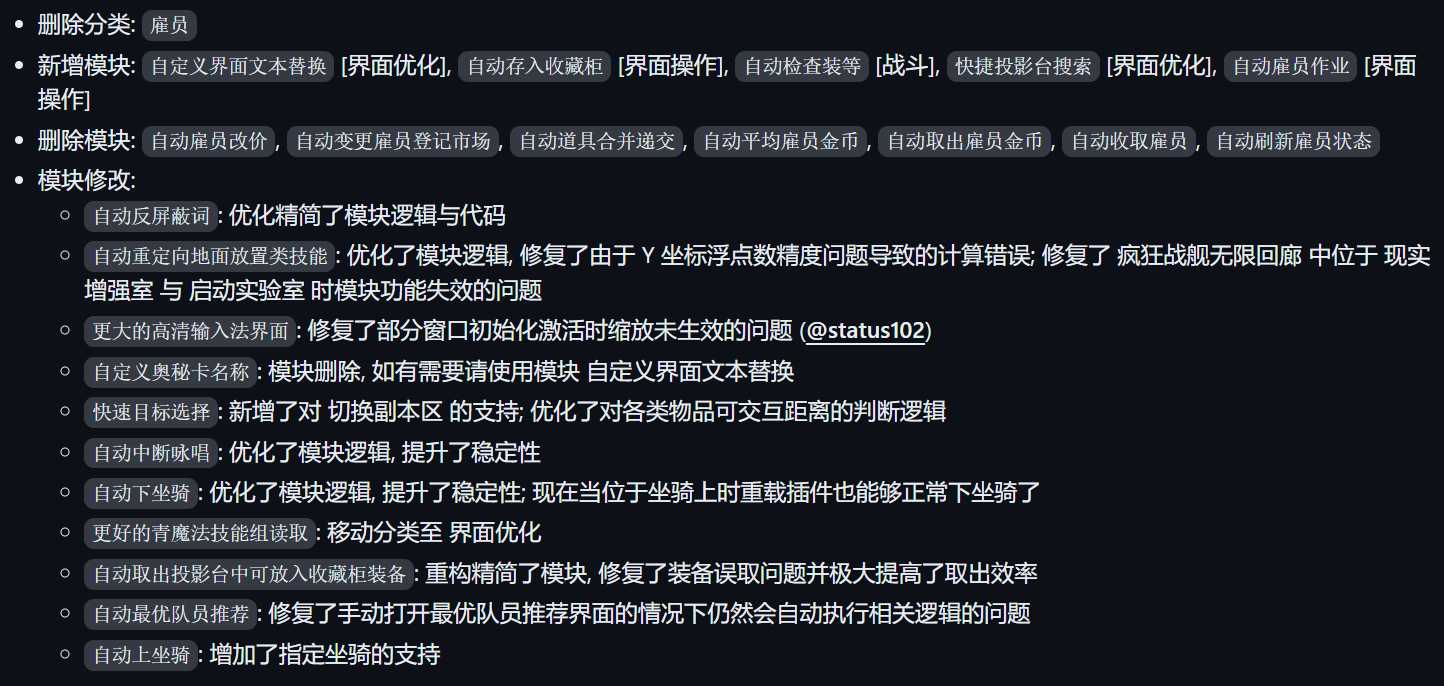 删除分类: 雇员
新增模块: 自定义界面文本替换 [界面优化], 自动存入收藏柜 [界面操作], 自动检查装等 [战斗], 快捷投影台搜索 [界面优化], 自动雇员作业 [界面
操作]
删除模块: 自动雇员改价, 自动变更雇员登记市场, 自动道具合并递交, 自动平均雇员金币, 自动取出雇员金币, 自动收取雇员, 自动刷新雇员状态
模块修改:
自动反屏蔽词: 优化精简了模块逻辑与代码
自动重定向地面放置类技能: 优化了模块逻辑, 修复了由于 Y 坐标浮点数精度问题导致的计算错误; 修复了 疯狂战舰无限回廊 中位于 现实
增强室 与 启动实验室 时模块功能失效的问题
更大的高清输入法界面: 修复了部分窗口初始化激活时缩放未生效的问题 (@status102)
自定义奥秘卡名称: 模块删除, 如有需要请使用模块 自定义界面文本替换
快速目标选择: 新增了对 切换副本区 的支持; 优化了对各类物品可交互距离的判断逻辑
自动中断咏唱: 优化了模块逻辑, 提升了稳定性
自动下坐骑: 优化了模块逻辑, 提升了稳定性; 现在当位于坐骑上时重载插件也能够正常下坐骑了
更好的青魔法技能组读取: 移动分类至 界面优化
自动取出投影台中可放入收藏柜装备: 重构精简了模块, 修复了装备误取问题并极大提高了取出效率
自动最优队员推荐: 修复了手动打开最优队员推荐界面的情况下仍然会自动执行相关逻辑的问题
自动上坐骑: 增加了指定坐骑的支持